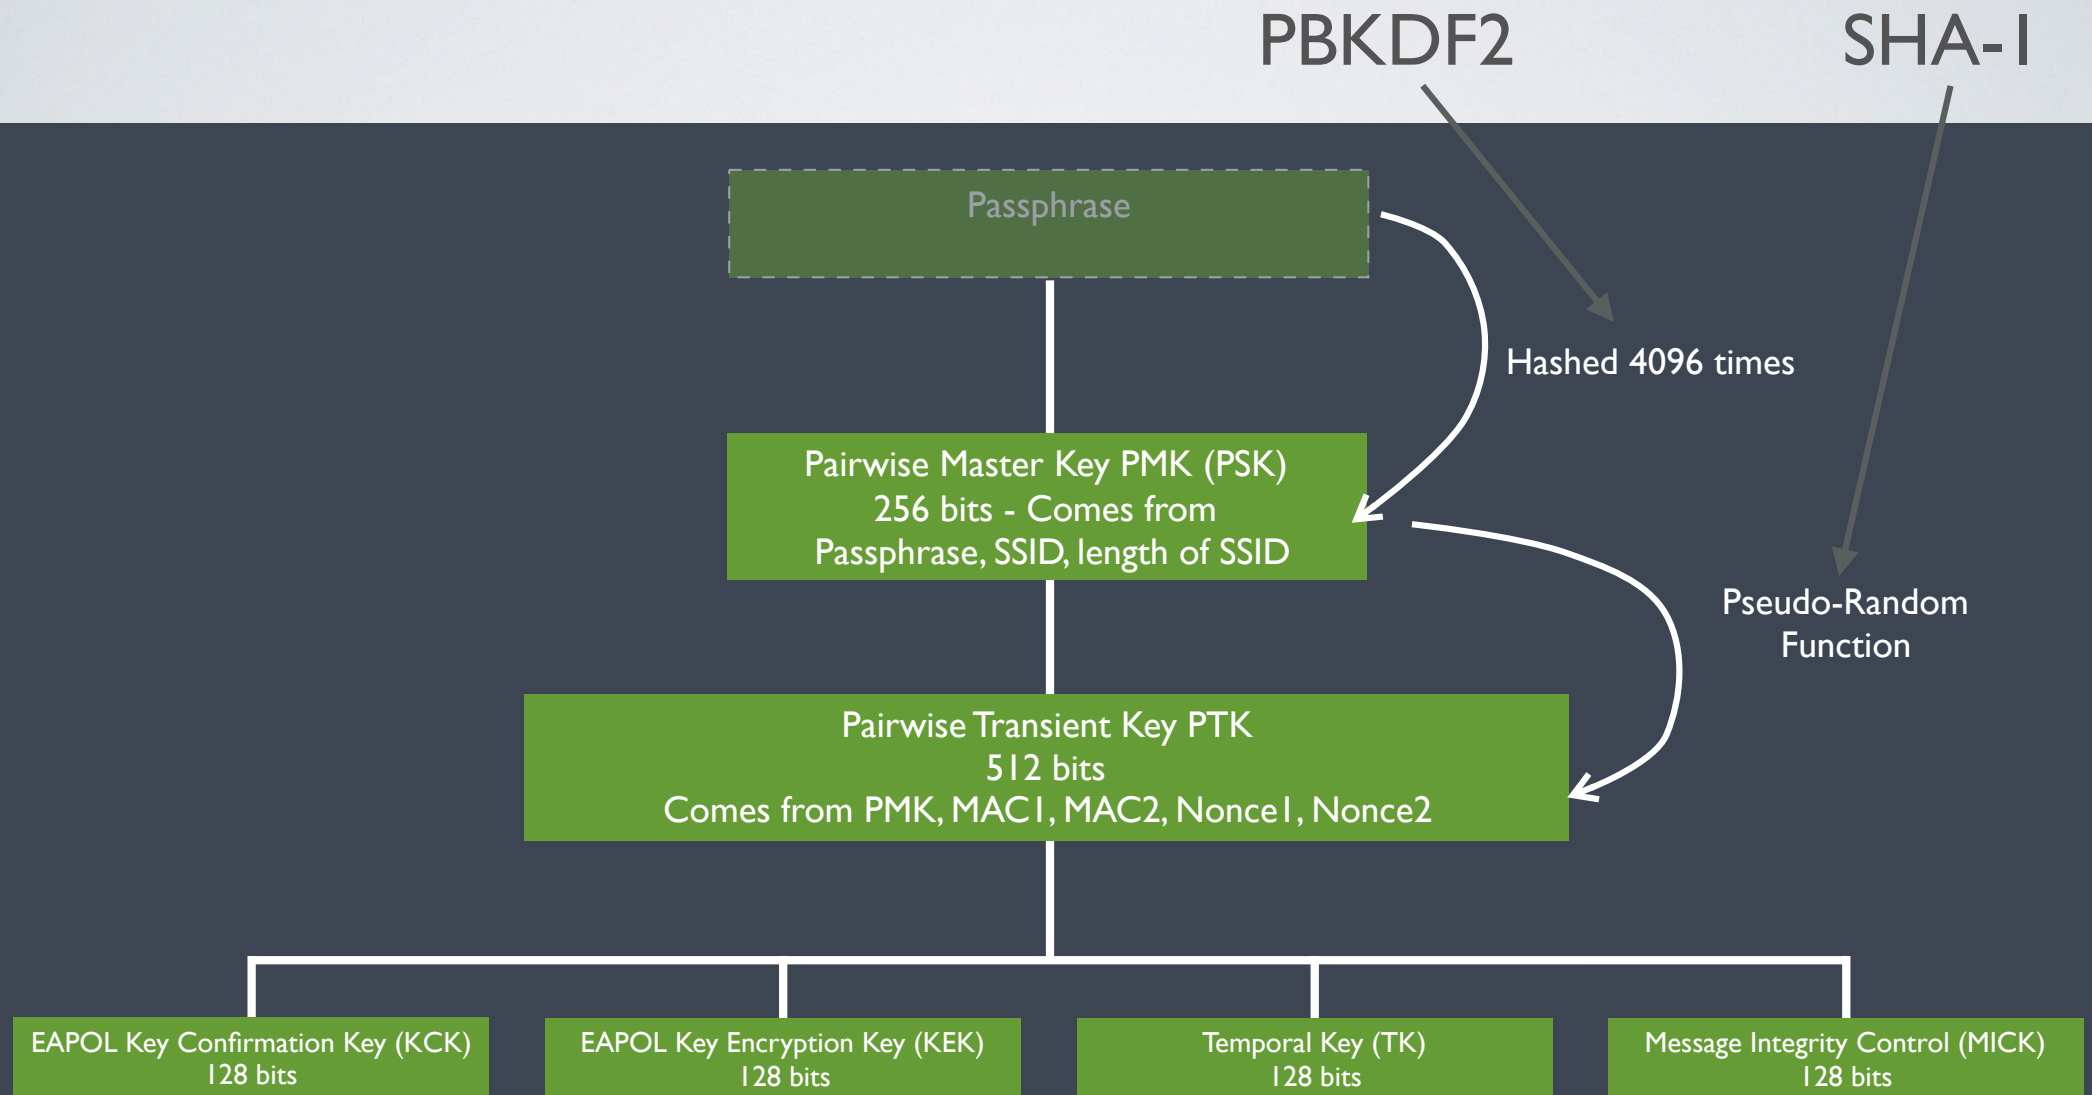 PBKDF2
SHA-1
Passphrase
Hashed 4096 times
Pairwise Master Key PMK (PSK)
256 bits - Comes from
Passphrase, SSID, length of SSID
Pseudo-Random
Function
Pairwise Transient Key PTK
512 bits
Comes from PMK, MAC1, MAC2, Nonce1, Nonce2
EAPOL Key Confirmation Key (KCK)
128 bits
EAPOL Key Encryption Key (KEK)
128 bits
Temporal Key (TK)
128 bits
Message Integrity Control (MICK)
128 bits